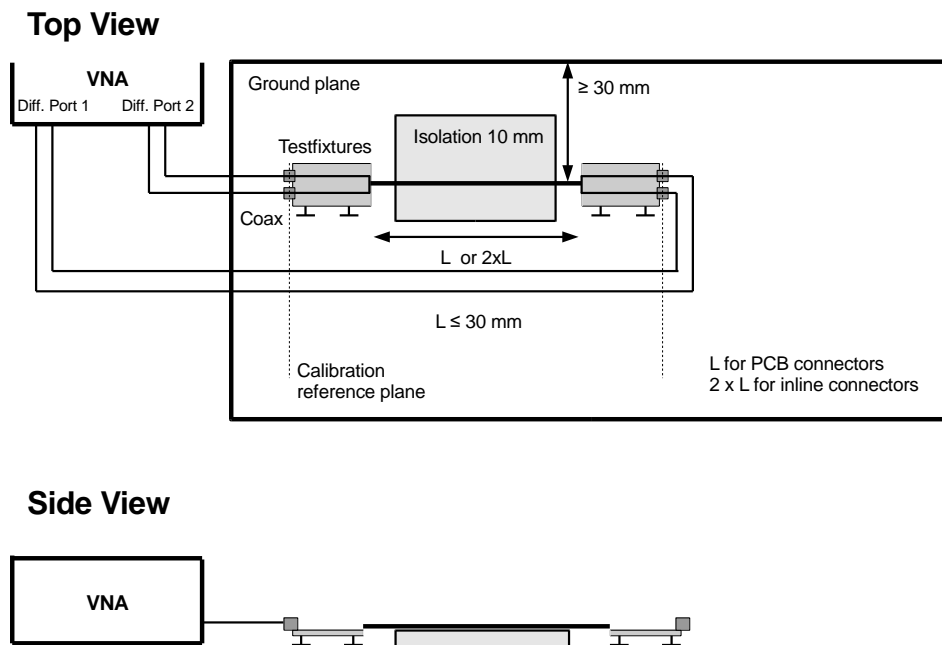 Top View
VNA
Diff. Port 1 Diff. Port 2
Ground plane
≥ 30 mm
Isolation 10 mm
Testfixtures
Coax
L or 2xL
L ≤ 30 mm
Calibration
reference plane
L for PCB connectors
2 x L for inline connectors
Side View
VNA